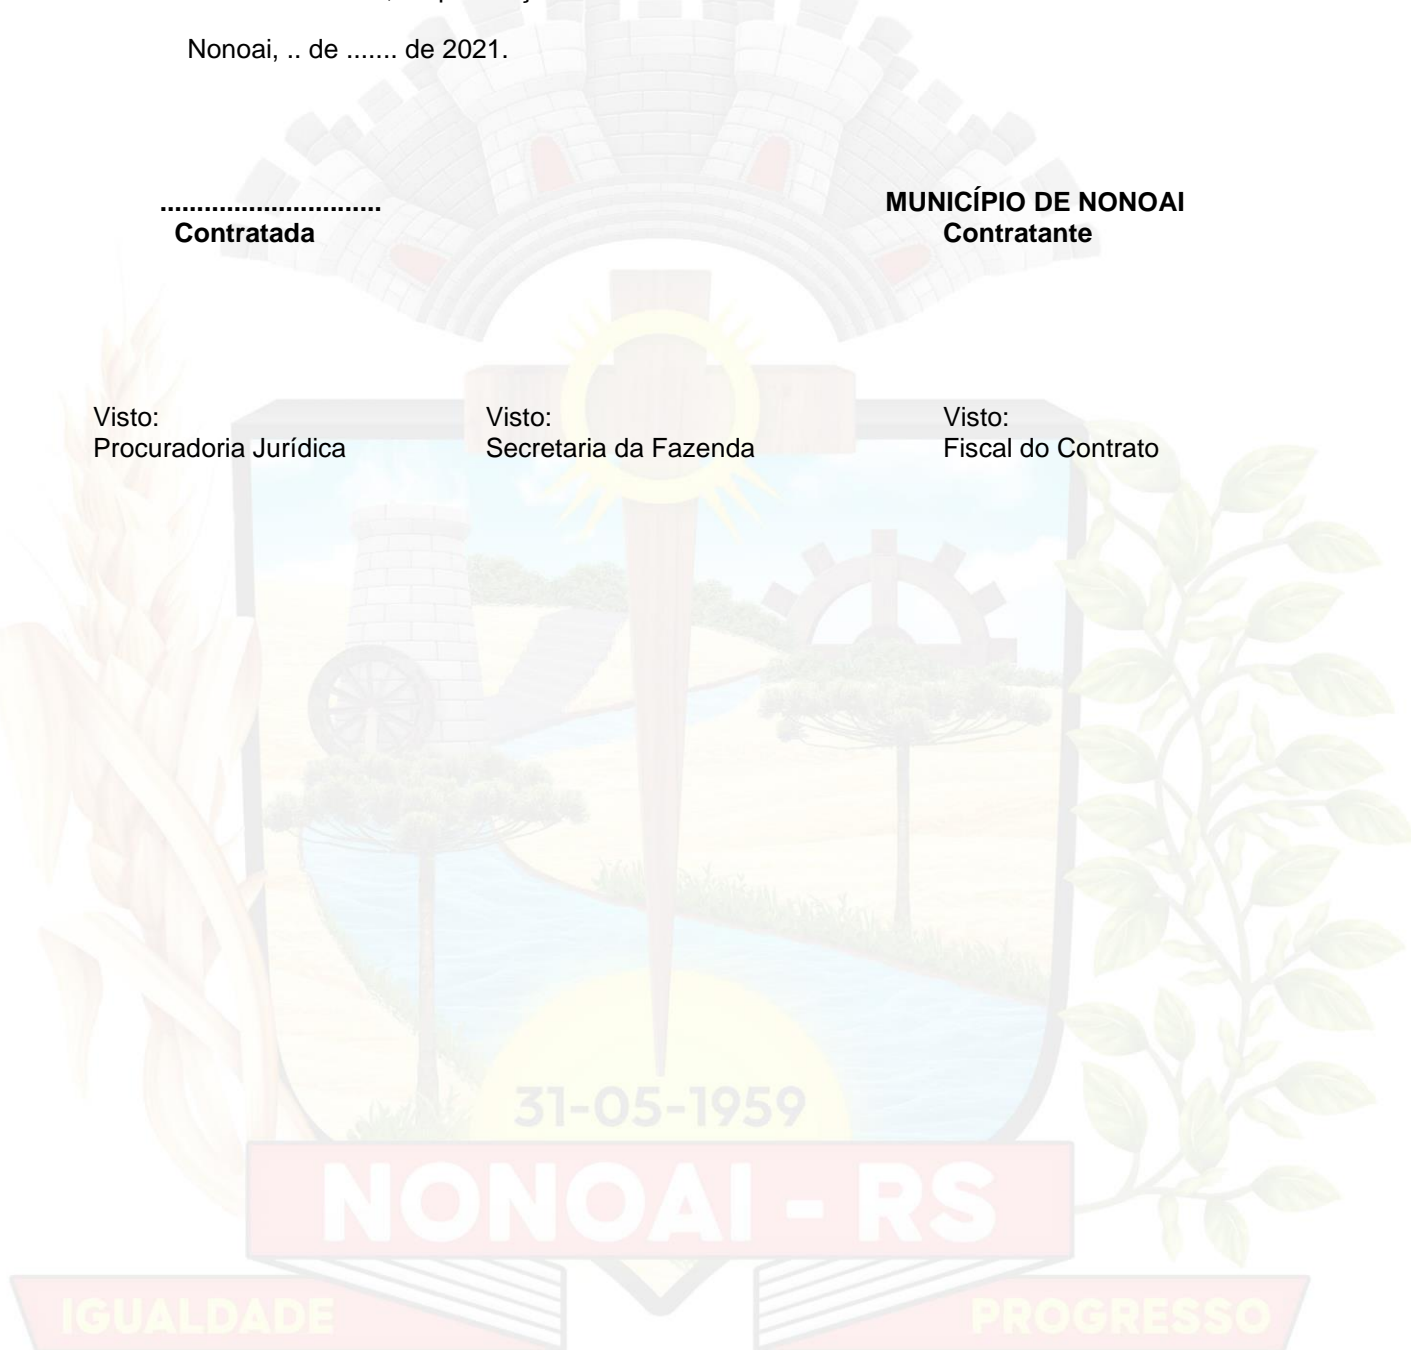 Nonoai, .. de ....... de 2021.
.............................. MUNICÍPIO DE NONOAI
Contratada Contratante
Visto: Visto: Visto:
Procuradoria Jurídica Secretaria da Fazenda Fiscal do Contrato
31-05-1959
NONOAI - RS
IGUALDADE PROGRESSO